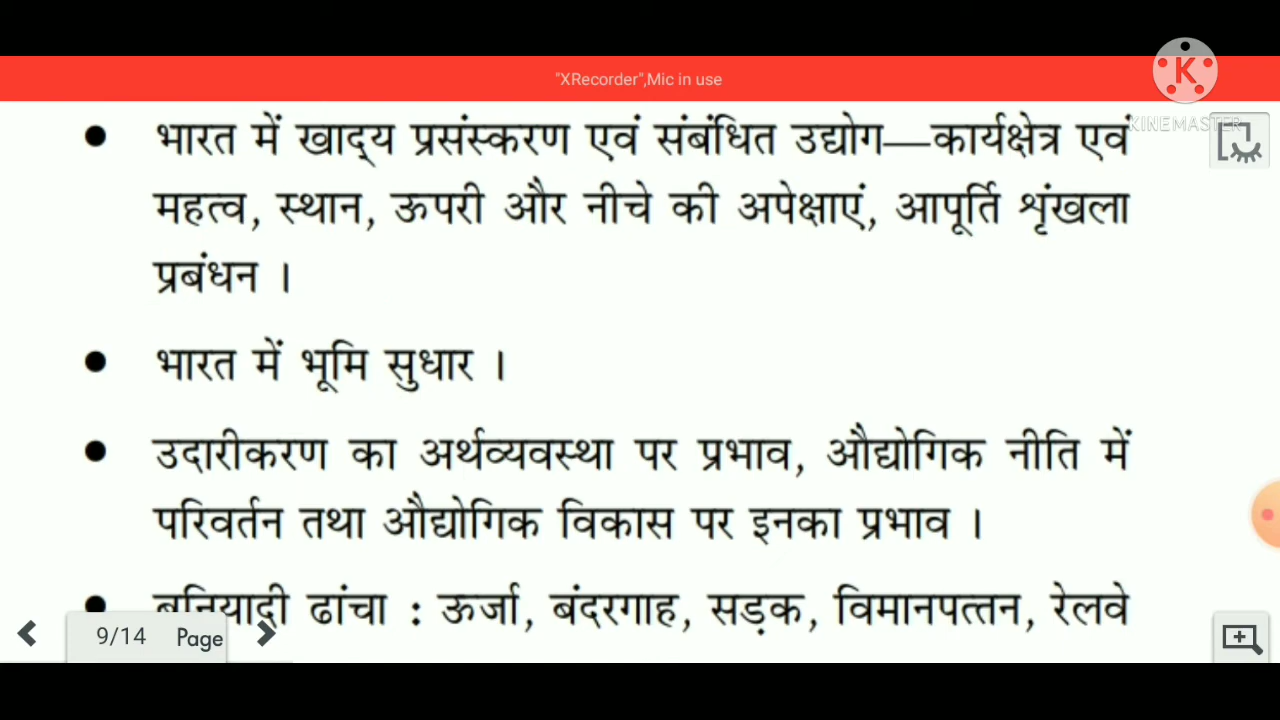 "XRecorder",Mic in use
K
KINEMASTER
● भारत में खाद्‌य प्रसंस्करण एवं संबंधित उद्योग—कार्यक्षेत्र एवं
महत्व, स्थान, ऊपरी और नीचे की अपेक्षाएं, आपूर्ति शृंखला
प्रबंधन ।
● भारत में भूमि सुधार ।
● उदारीकरण का अर्थव्यवस्था पर प्रभाव, औद्योगिक नीति में
परिवर्तन तथा औद्योगिक विकास पर इनका प्रभाव ।
● बुनियादी ढांचा : ऊर्जा, बंदरगाह, सड़क, विमानपत्तन, रेलवे
9/14 Page